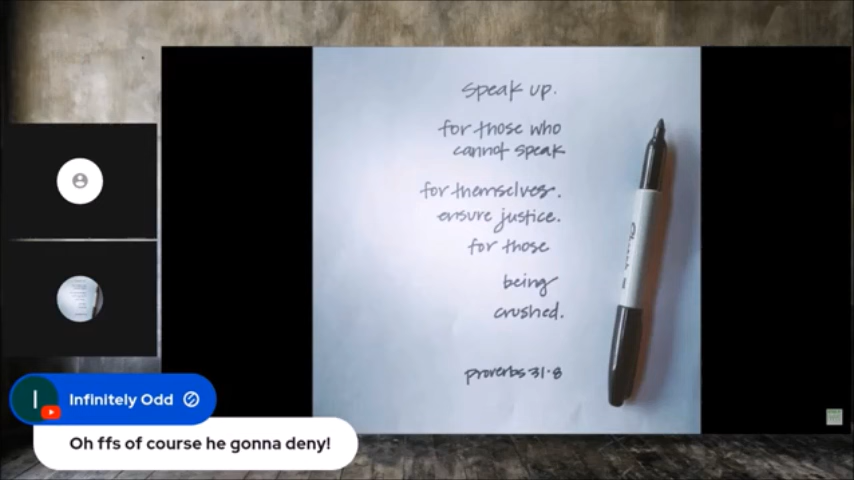 speak up.
for those who
cannot speak
for themselves.
ensure justice.
for those
being
crushed.
proverbs 31.8
Sharpie
I
Infinitely Odd
Oh ffs of course he gonna deny!